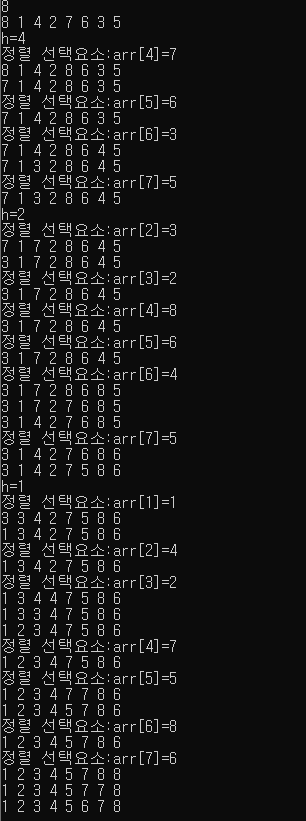 8
8 1 4 2 7 6 3 5
h=4
정렬 선택요소:arr[4]=7
8 1 4 2 8 6 3 5
7 1 4 2 8 6 3 5
정렬 선택요소:arr[5]=6
7 1 4 2 8 6 3 5
정렬 선택요소:arr[6]=3
7 1 4 2 8 6 4 5
7 1 3 2 8 6 4 5
정렬 선택요소:arr[7]=5
7 1 3 2 8 6 4 5
h=2
정렬 선택요소:arr[2]=3
7 1 7 2 8 6 4 5
3 1 7 2 8 6 4 5
정렬 선택요소:arr[3]=2
3 1 7 2 8 6 4 5
정렬 선택요소:arr[4]=8
3 1 7 2 8 6 4 5
정렬 선택요소:arr[5]=6
3 1 7 2 8 6 4 5
정렬 선택요소:arr[6]=4
3 1 7 2 8 6 8 5
3 1 7 2 7 6 8 5
3 1 4 2 7 6 8 5
정렬 선택요소:arr[7]=5
3 1 4 2 7 6 8 6
3 1 4 2 7 5 8 6
h=1
정렬 선택요소:arr[1]=1
3 3 4 2 7 5 8 6
1 3 4 2 7 5 8 6
정렬 선택요소:arr[2]=4
1 3 4 2 7 5 8 6
정렬 선택요소:arr[3]=2
1 3 4 4 7 5 8 6
1 3 3 4 7 5 8 6
1 2 3 4 7 5 8 6
정렬 선택요소:arr[4]=7
1 2 3 4 7 5 8 6
정렬 선택요소:arr[5]=5
1 2 3 4 7 7 8 6
1 2 3 4 5 7 8 6
정렬 선택요소:arr[6]=8
1 2 3 4 5 7 8 6
정렬 선택요소:arr[7]=6
1 2 3 4 5 7 8 8
1 2 3 4 5 7 7 8
1 2 3 4 5 6 7 8